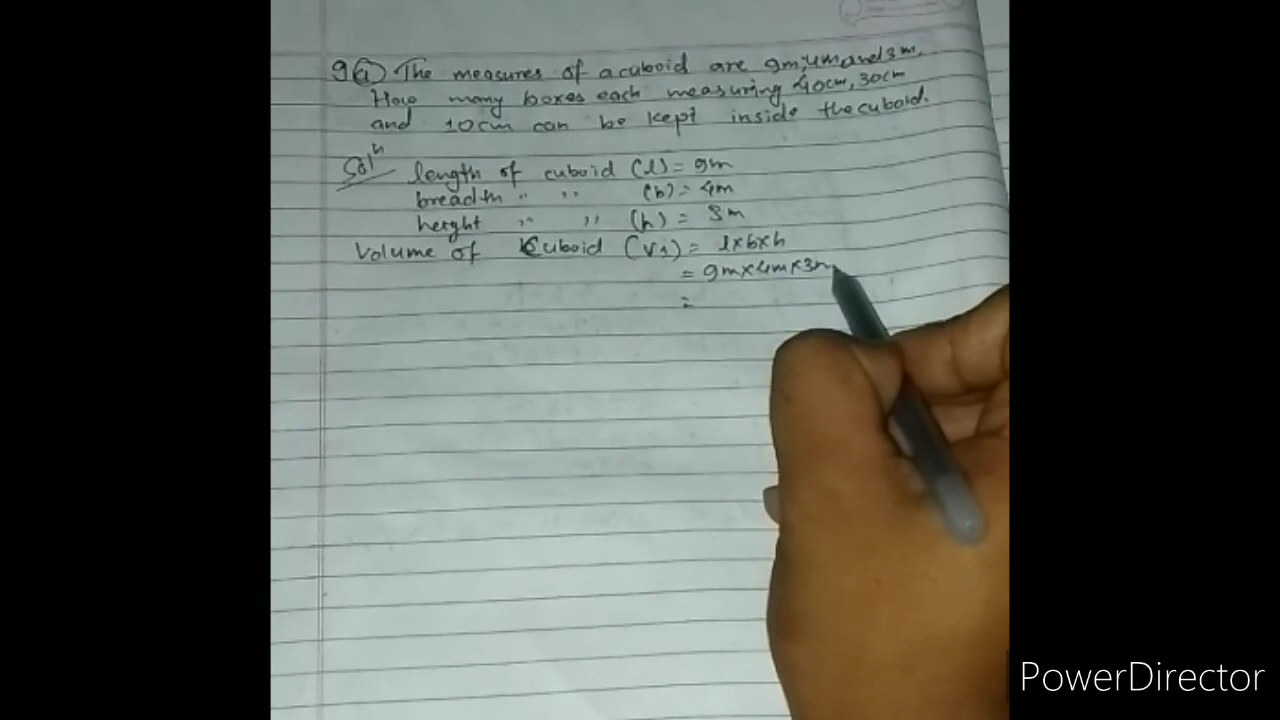 9(a) The measures of a cuboid are 9m, 4m and 3m.
How many boxes each measuring 40cm, 30cm
and 10cm can be kept inside the cuboid.
Solⁿ
length of cuboid (l) = 9m
breadth " " (b) = 4m
height " " (h) = 3m
Volume of Cuboid (V1) = l×b×h
= 9m×4m×3m
=
PowerDirector